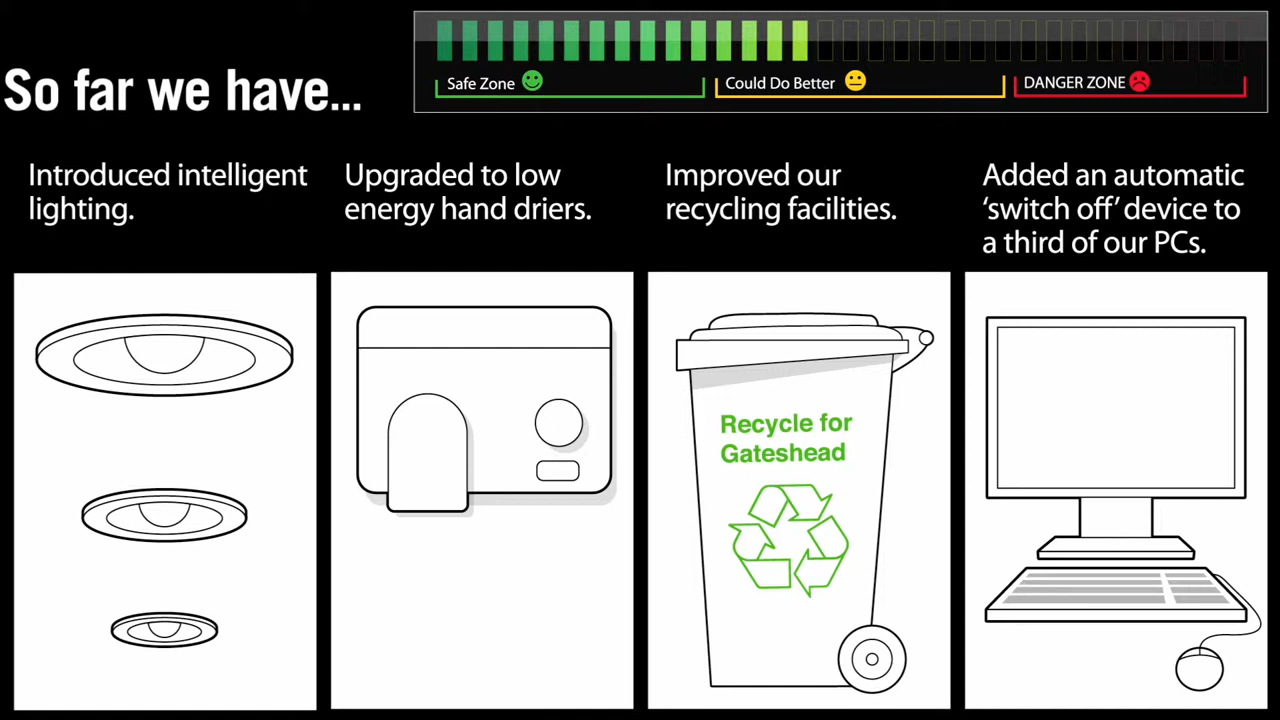 So far we have...
Safe Zone
Could Do Better
DANGER ZONE
Introduced intelligent
lighting.
Upgraded to low
energy hand driers.
Improved our
recycling facilities.
Added an automatic
‘switch off’ device to
a third of our PCs.
Recycle for
Gateshead